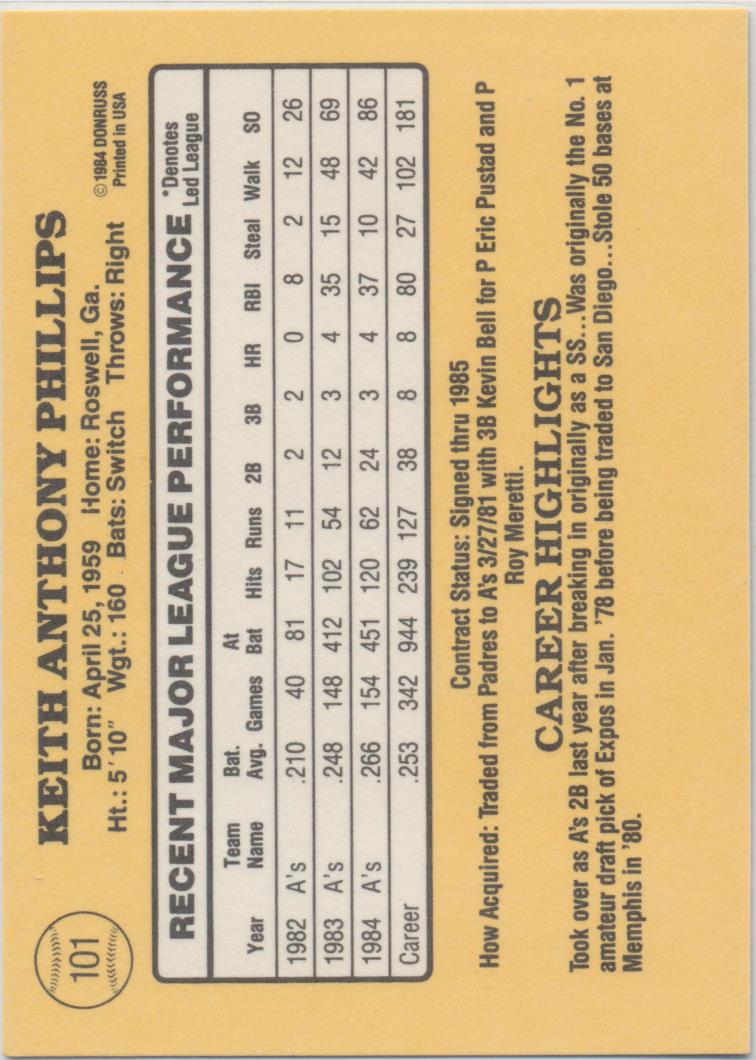 101
KEITH ANTHONY PHILLIPS
Born: April 25, 1959 Home: Roswell, Ga.
Ht.: 5'10" Wgt.: 160 Bats: Switch Throws: Right
© 1984 DONRUSS
Printed in USA
RECENT MAJOR LEAGUE PERFORMANCE
*Denotes
Led League
Year Team Name Bat. Avg. Games At Bat Hits Runs 2B 3B HR RBI Steal Walk SO
1982 A's .210 40 81 17 11 2 2 0 8 2 12 26
1983 A's .248 148 412 102 54 12 3 4 35 15 48 69
1984 A's .266 154 451 120 62 24 3 4 37 10 42 86
Career .253 342 944 239 127 38 8 8 80 27 102 181
Contract Status: Signed thru 1985
How Acquired: Traded from Padres to A's 3/27/81 with 3B Kevin Bell for P Eric Pustad and P
Roy Meretti.
CAREER HIGHLIGHTS
Took over as A's 2B last year after breaking in originally as a SS...Was originally the No. 1
amateur draft pick of Expos in Jan. '78 before being traded to San Diego...Stole 50 bases at
Memphis in '80.